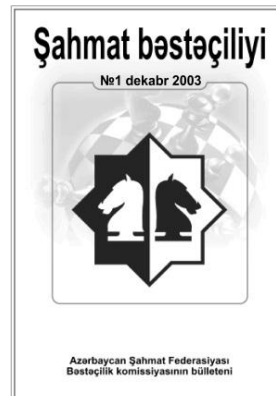 Şahmat bəstəçiliyi
№1 dekabr 2003
Azərbaycan Şahmat Federasiyası
Bəstəçilik komissiyasının bülleteni